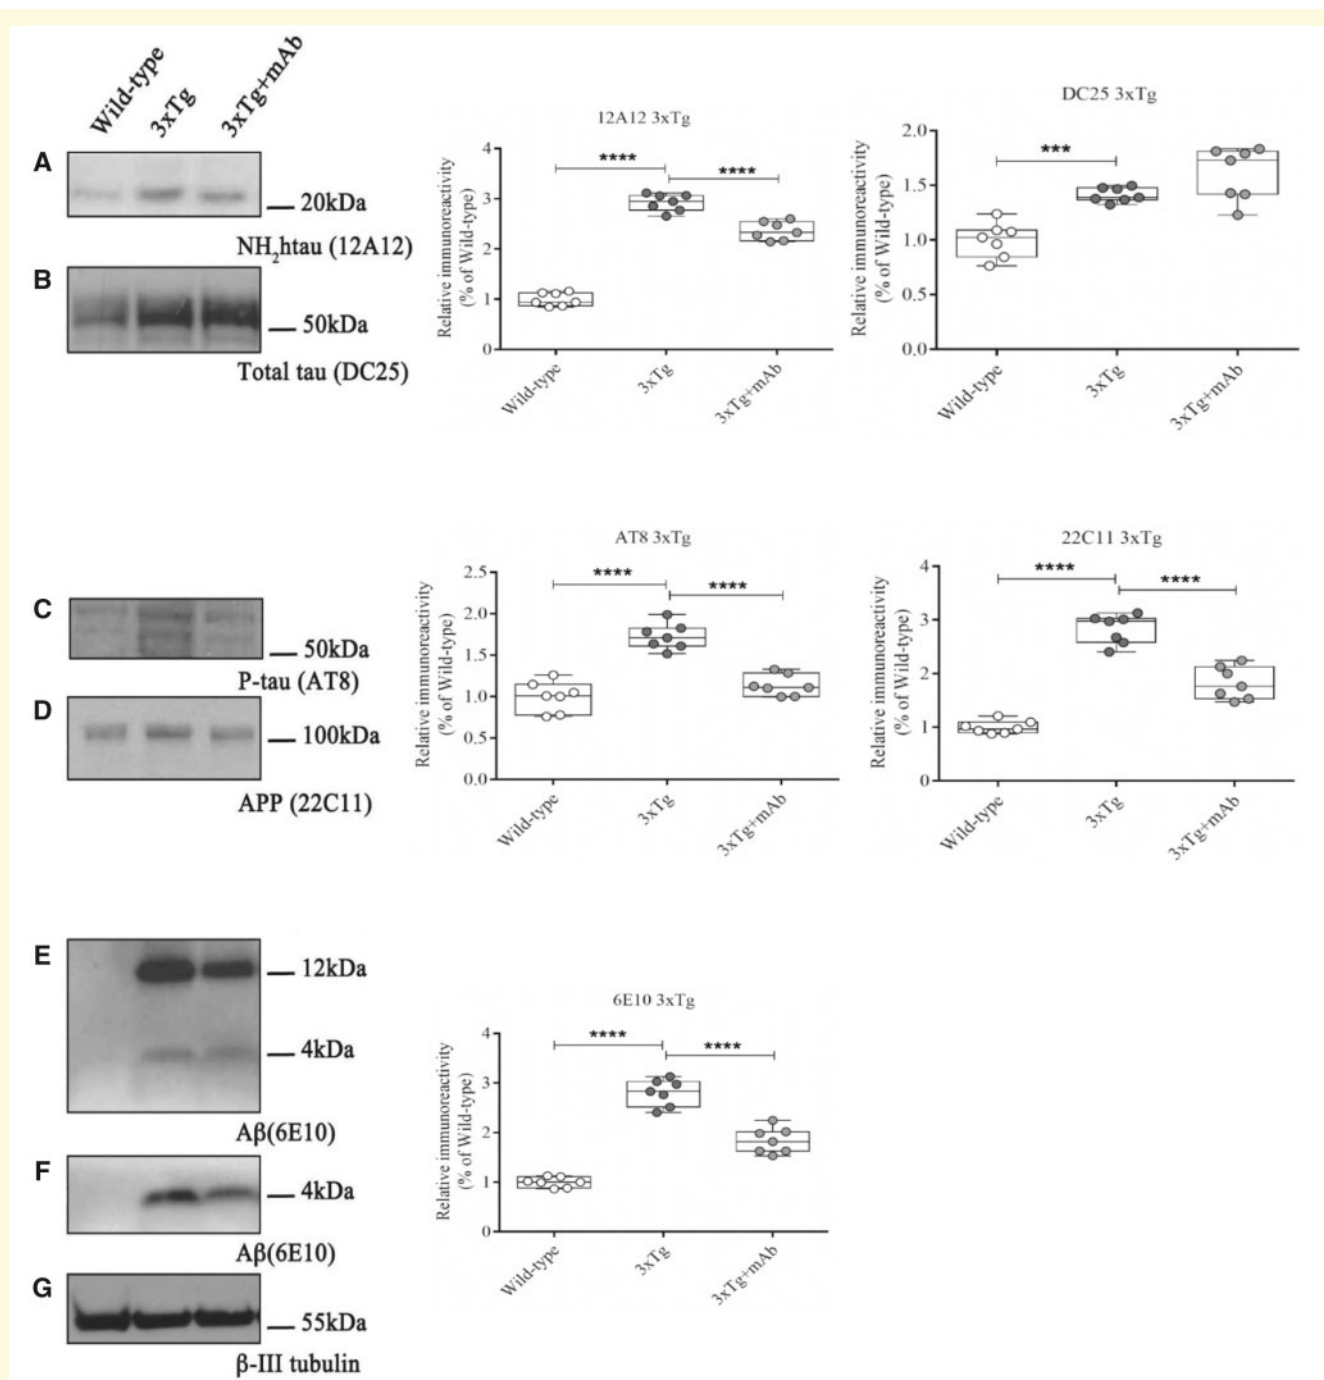 Wild-type
3xTg
3xTg+mAb
A
20kDa
NH2htau (12A12)
B
50kDa
Total tau (DC25)
12A12 3xTg
Relative immunoreactivity
(% of Wild-type)
4
3
2
1
0
****
****
Wild-type
3xTg
3xTg+mAb
DC25 3xTg
Relative immunoreactivity
(% of Wild-type)
2.0
1.5
1.0
0.5
0.0
***
Wild-type
3xTg
3xTg+mAb
C
50kDa
P-tau (AT8)
D
100kDa
APP (22C11)
AT8 3xTg
Relative immunoreactivity
(% of Wild-type)
2.5
2.0
1.5
1.0
0.5
0.0
****
****
Wild-type
3xTg
3xTg+mAb
22C11 3xTg
Relative immunoreactivity
(% of Wild-type)
4
3
2
1
0
****
****
Wild-type
3xTg
3xTg+mAb
E
12kDa
4kDa
Aβ(6E10)
F
4kDa
Aβ(6E10)
G
55kDa
β-III tubulin
6E10 3xTg
Relative immunoreactivity
(% of Wild-type)
4
3
2
1
0
****
****
Wild-type
3xTg
3xTg+mAb